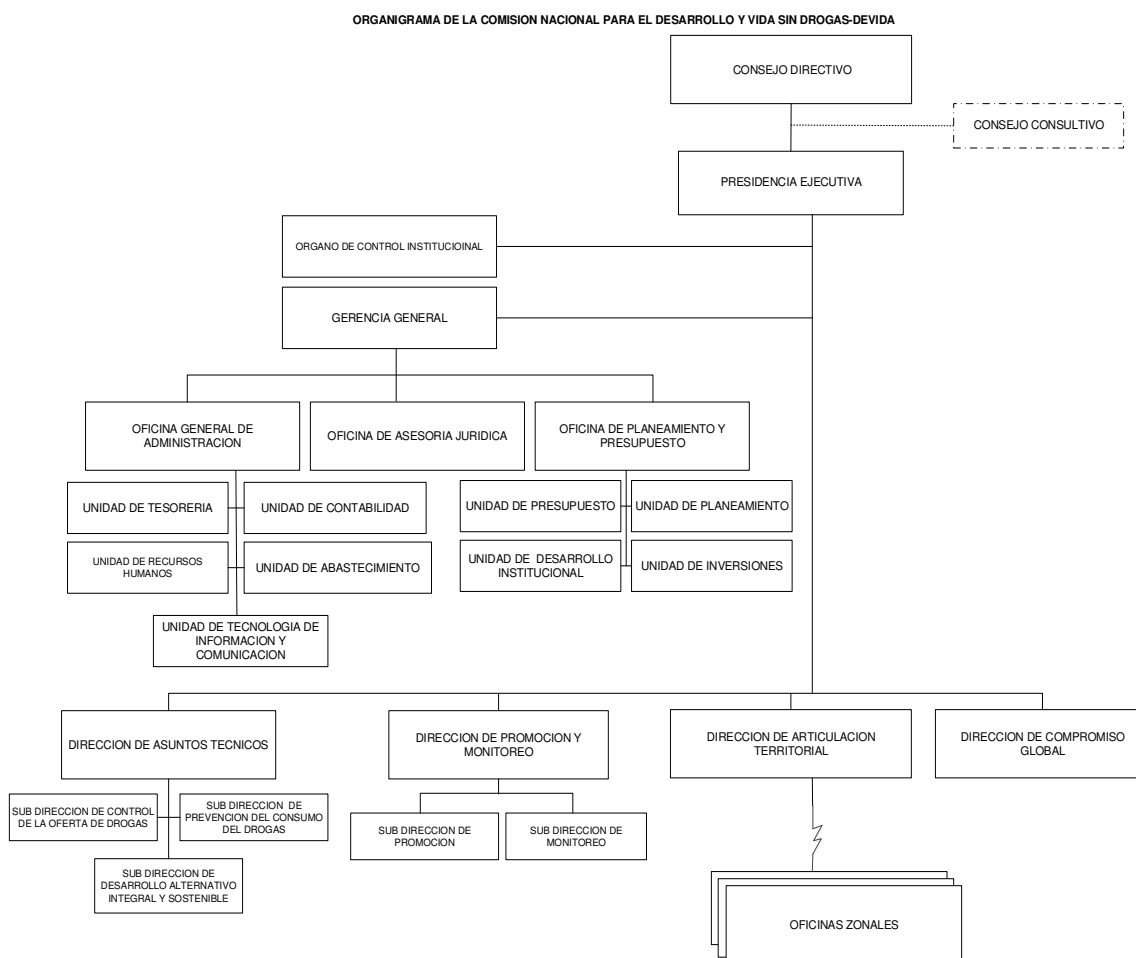 ORGANIGRAMA DE LA COMISION NACIONAL PARA EL DESARROLLO Y VIDA SIN DROGAS-DEVIDA
CONSEJO DIRECTIVO
CONSEJO CONSULTIVO
PRESIDENCIA EJECUTIVA
ORGANO DE CONTROL INSTITUCIOINAL
GERENCIA GENERAL
OFICINA GENERAL DE
ADMINISTRACION
OFICINA DE ASESORIA JURIDICA
OFICINA DE PLANEAMIENTO Y
PRESUPUESTO
UNIDAD DE TESORERIA
UNIDAD DE CONTABILIDAD
UNIDAD DE PRESUPUESTO
UNIDAD DE PLANEAMIENTO
UNIDAD DE RECURSOS
HUMANOS
UNIDAD DE ABASTECIMIENTO
UNIDAD DE DESARROLLO
INSTITUCIONAL
UNIDAD DE INVERSIONES
UNIDAD DE TECNOLOGIA DE
INFORMACION Y
COMUNICACION
DIRECCION DE ASUNTOS TECNICOS
DIRECCION DE PROMOCION Y
MONITOREO
DIRECCION DE ARTICULACION
TERRITORIAL
DIRECCION DE COMPROMISO
GLOBAL
SUB DIRECCION DE CONTROL
DE LA OFERTA DE DROGAS
SUB DIRECCION DE
PREVENCION DEL CONSUMO
DEL DROGAS
SUB DIRECCION DE
PROMOCION
SUB DIRECCION DE
MONITOREO
SUB DIRECCION DE
DESARROLLO ALTERNATIVO
INTEGRAL Y SOSTENIBLE
OFICINAS ZONALES